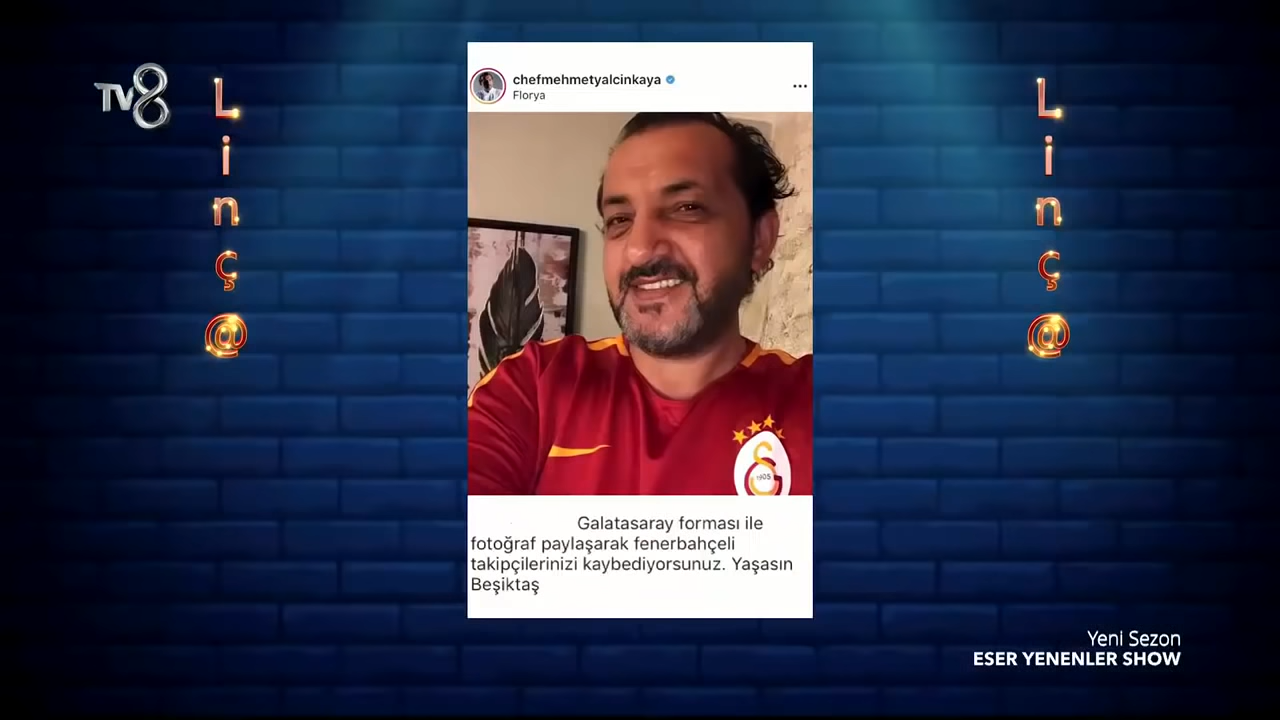 TV8
Linç@
Linç@
chefmehmetyalcinkaya
Florya
1905
Galatasaray forması ile
fotoğraf paylaşarak fenerbahçeli
takipçilerinizi kaybediyorsunuz. Yaşasın
Beşiktaş
Yeni Sezon
ESER YENENLER SHOW